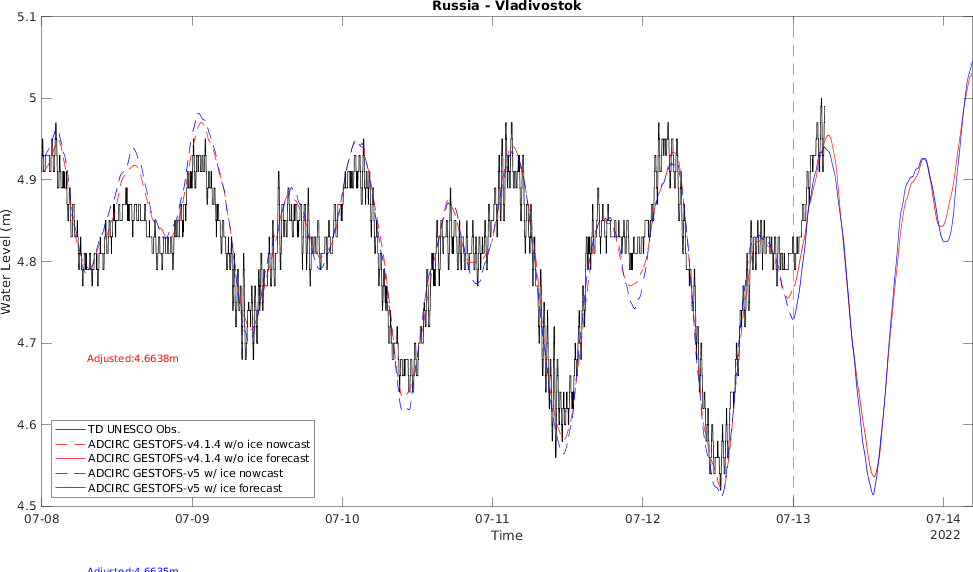 Russia - Vladivostok
5.1
5
4.9
4.8
4.7
4.6
4.5
Water Level (m)
Adjusted:4.6638m
TD UNESCO Obs.
ADCIRC GESTOFS-v4.1.4 w/o ice nowcast
ADCIRC GESTOFS-v4.1.4 w/o ice forecast
ADCIRC GESTOFS-v5 w/ ice nowcast
ADCIRC GESTOFS-v5 w/ ice forecast
07-08 07-09 07-10 07-11 07-12 07-13 07-14
2022
Time
Adjusted:4.6635m